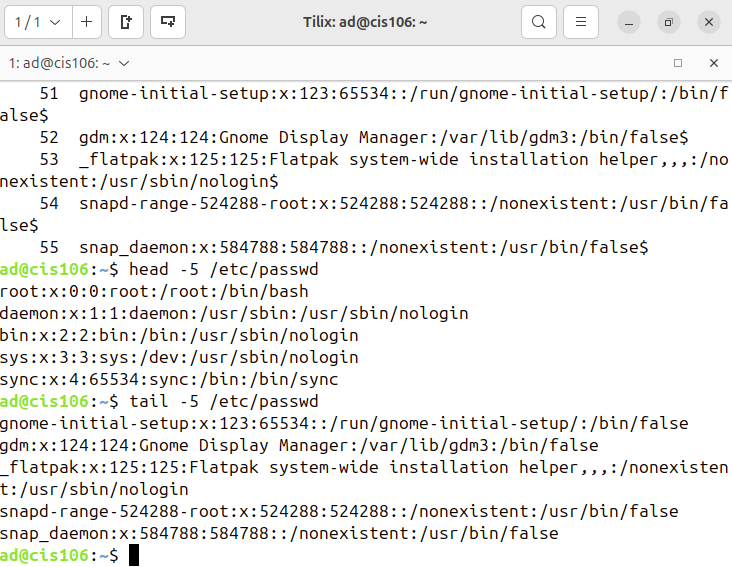 1 / 1
Tilix: ad@cis106: ~
1: ad@cis106: ~
51  gnome-initial-setup:x:123:65534::/run/gnome-initial-setup/:/bin/f
alse$
52  gdm:x:124:124:Gnome Display Manager:/var/lib/gdm3:/bin/false$
53  _flatpak:x:125:125:Flatpak system-wide installation helper,,,:/no
nexistent:/usr/sbin/nologin$
54  snapd-range-524288-root:x:524288:524288::/nonexistent:/usr/bin/fa
lse$
55  snap_daemon:x:584788:584788::/nonexistent:/usr/bin/false$
ad@cis106:~$ head -5 /etc/passwd
root:x:0:0:root:/root:/bin/bash
daemon:x:1:1:daemon:/usr/sbin:/usr/sbin/nologin
bin:x:2:2:bin:/bin:/usr/sbin/nologin
sys:x:3:3:sys:/dev:/usr/sbin/nologin
sync:x:4:65534:sync:/bin:/bin/sync
ad@cis106:~$ tail -5 /etc/passwd
gnome-initial-setup:x:123:65534::/run/gnome-initial-setup/:/bin/false
gdm:x:124:124:Gnome Display Manager:/var/lib/gdm3:/bin/false
_flatpak:x:125:125:Flatpak system-wide installation helper,,,:/nonexisten
t:/usr/sbin/nologin
snapd-range-524288-root:x:524288:524288::/nonexistent:/usr/bin/false
snap_daemon:x:584788:584788::/nonexistent:/usr/bin/false
ad@cis106:~$